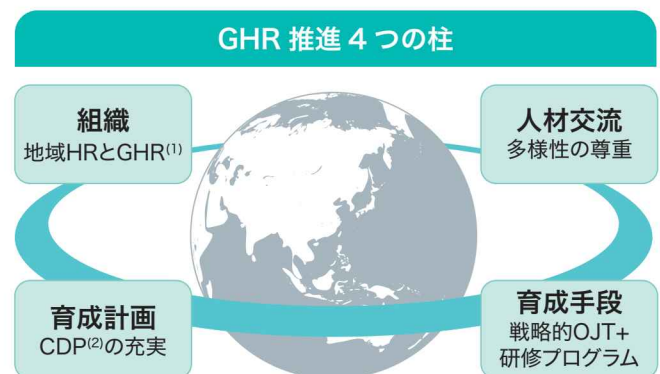 GHR 推進 4 つの柱
組織
地域HRとGHR(1)
人材交流
多様性の尊重
育成計画
CDP(2)の充実
育成手段
戦略的OJT+
研修プログラム